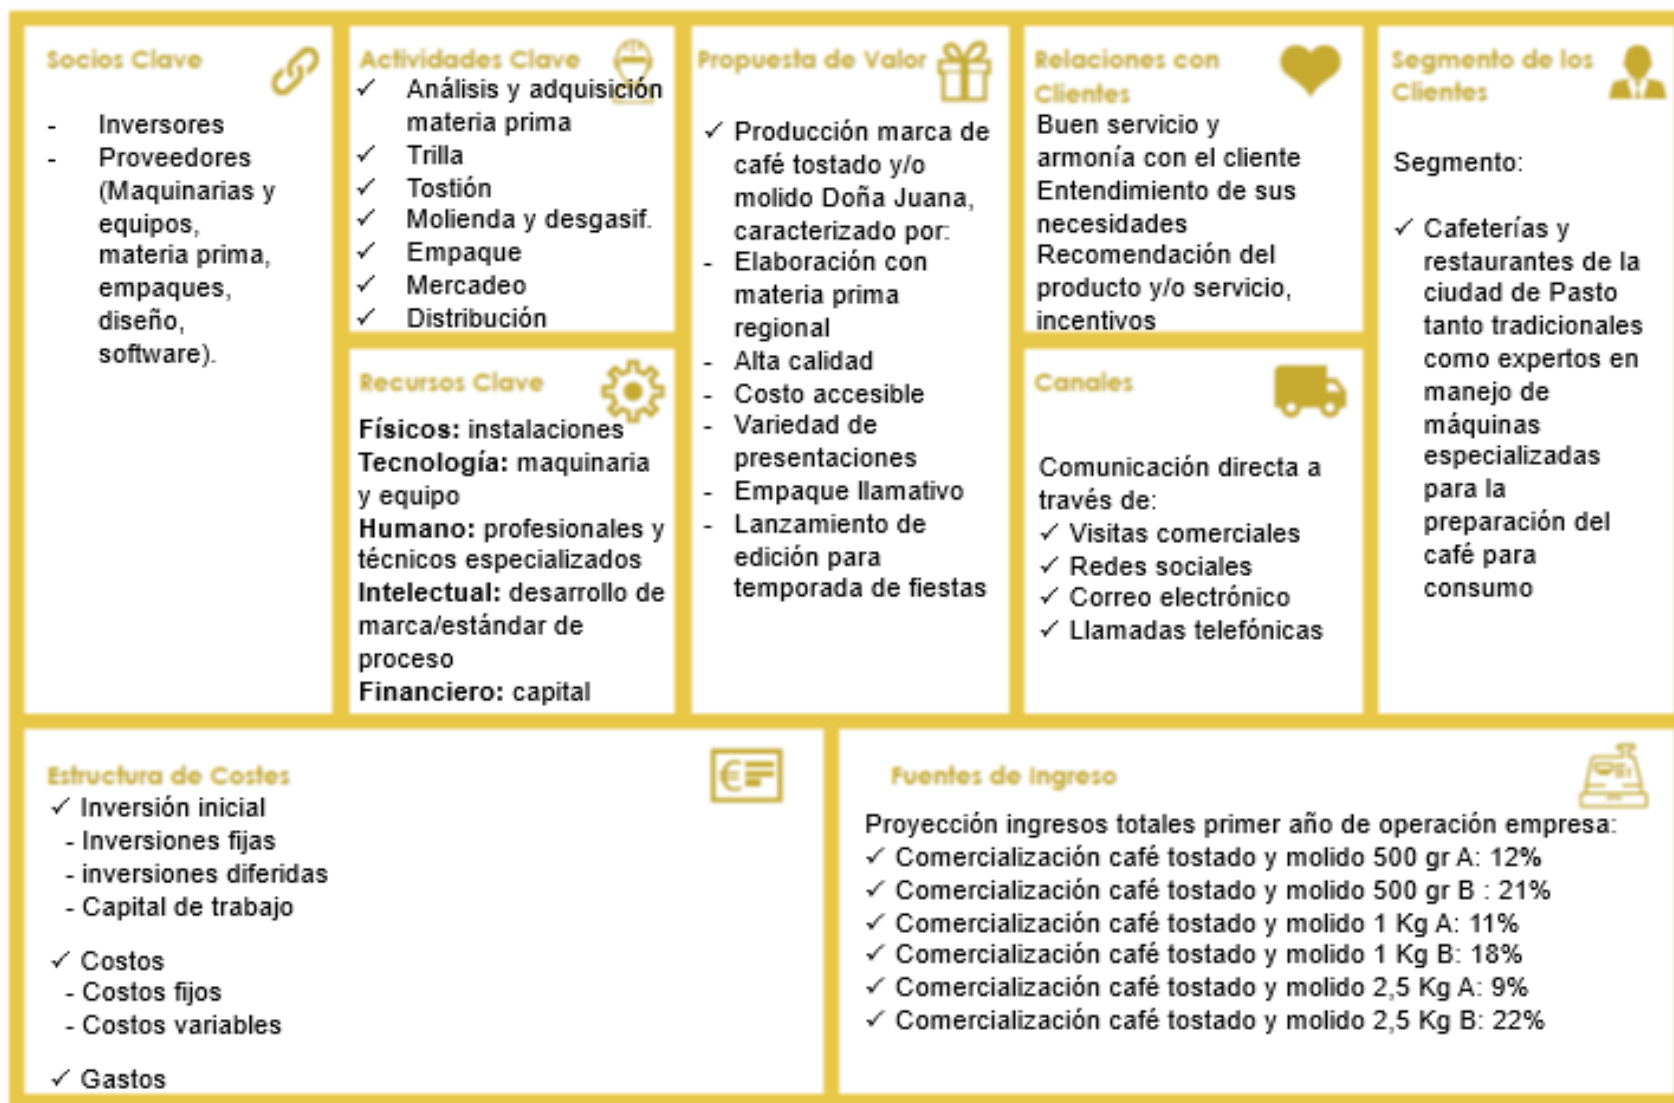 Socios Clave
- Inversores
- Proveedores
(Maquinarias y
equipos,
materia prima,
empaques,
diseño,
software).
Actividades Clave
✓ Análisis y adquisición
materia prima
✓ Trilla
✓ Tostión
✓ Molienda y desgasif.
✓ Empaque
✓ Mercadeo
✓ Distribución
Recursos Clave
Físicos: instalaciones
Tecnología: maquinaria
y equipo
Humano: profesionales y
técnicos especializados
Intelectual: desarrollo de
marca/estándar de
proceso
Financiero: capital
Propuesta de Valor
✓ Producción marca de
café tostado y/o
molido Doña Juana,
caracterizado por:
- Elaboración con
materia prima
regional
- Alta calidad
- Costo accesible
- Variedad de
presentaciones
- Empaque llamativo
- Lanzamiento de
edición para
temporada de fiestas
Relaciones con
Clientes
Buen servicio y
armonía con el cliente
Entendimiento de sus
necesidades
Recomendación del
producto y/o servicio,
incentivos
Canales
Comunicación directa a
través de:
✓ Visitas comerciales
✓ Redes sociales
✓ Correo electrónico
✓ Llamadas telefónicas
Segmento de los
Clientes
Segmento:
✓ Cafeterías y
restaurantes de la
ciudad de Pasto
tanto tradicionales
como expertos en
manejo de
máquinas
especializadas
para la
preparación del
café para
consumo
Estructura de Costes
✓ Inversión inicial
- Inversiones fijas
- inversiones diferidas
- Capital de trabajo
✓ Costos
- Costos fijos
- Costos variables
✓ Gastos
Fuentes de Ingreso
Proyección ingresos totales primer año de operación empresa:
✓ Comercialización café tostado y molido 500 gr A: 12%
✓ Comercialización café tostado y molido 500 gr B : 21%
✓ Comercialización café tostado y molido 1 Kg A: 11%
✓ Comercialización café tostado y molido 1 Kg B: 18%
✓ Comercialización café tostado y molido 2,5 Kg A: 9%
✓ Comercialización café tostado y molido 2,5 Kg B: 22%